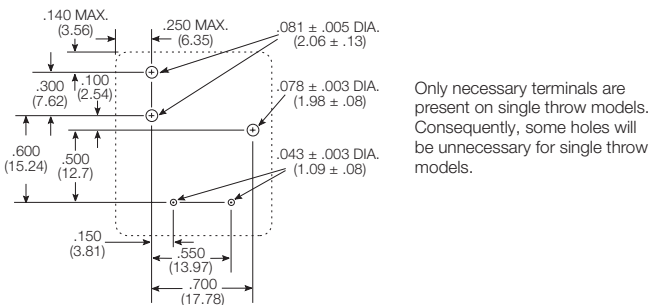 .140 MAX.
(3.56)
.250 MAX.
(6.35)
.081 ± .005 DIA.
(2.06 ± .13)
.300
(7.62)
.100
(2.54)
.078 ± .003 DIA.
(1.98 ± .08)
.600
(15.24)
.500
(12.7)
.043 ± .003 DIA.
(1.09 ± .08)
.150
(3.81)
.550
(13.97)
.700
(17.78)
Only necessary terminals are
present on single throw models.
Consequently, some holes will
be unnecessary for single throw
models.